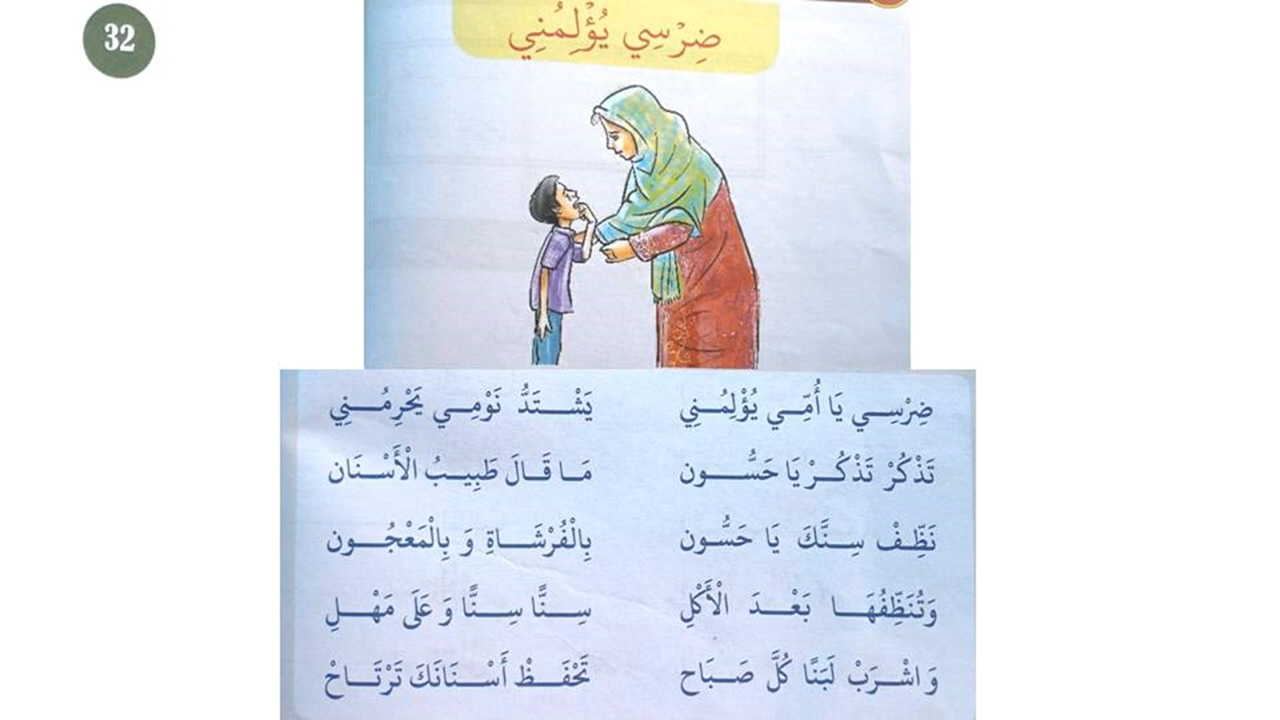 32
ضِرْسِي يُؤْلِمُنِي
ضِرْسِي يَا أُمِّي يُؤْلِمُنِي يَشْتَدُّ نَوْمِي يَحْرِمُنِي
تَذْكُرْ تَذْكُرْ يَا حَسُّون مَا قَالَ طَبِيبُ الْأَسْنَان
نَظِّفْ سِنَّكَ يَا حَسُّون بِالْفُرْشَاةِ وَ بِالْمَعْجُون
وَتُنَظِّفُهَا بَعْدَ الْأَكْلِ سِنًّا سِنًّا وَ عَلَى مَهْلِ
وَ اشْرَبْ لَبَنًا كُلَّ صَبَاح تَحْفَظْ أَسْنَانَكَ تَرْتَاحْ